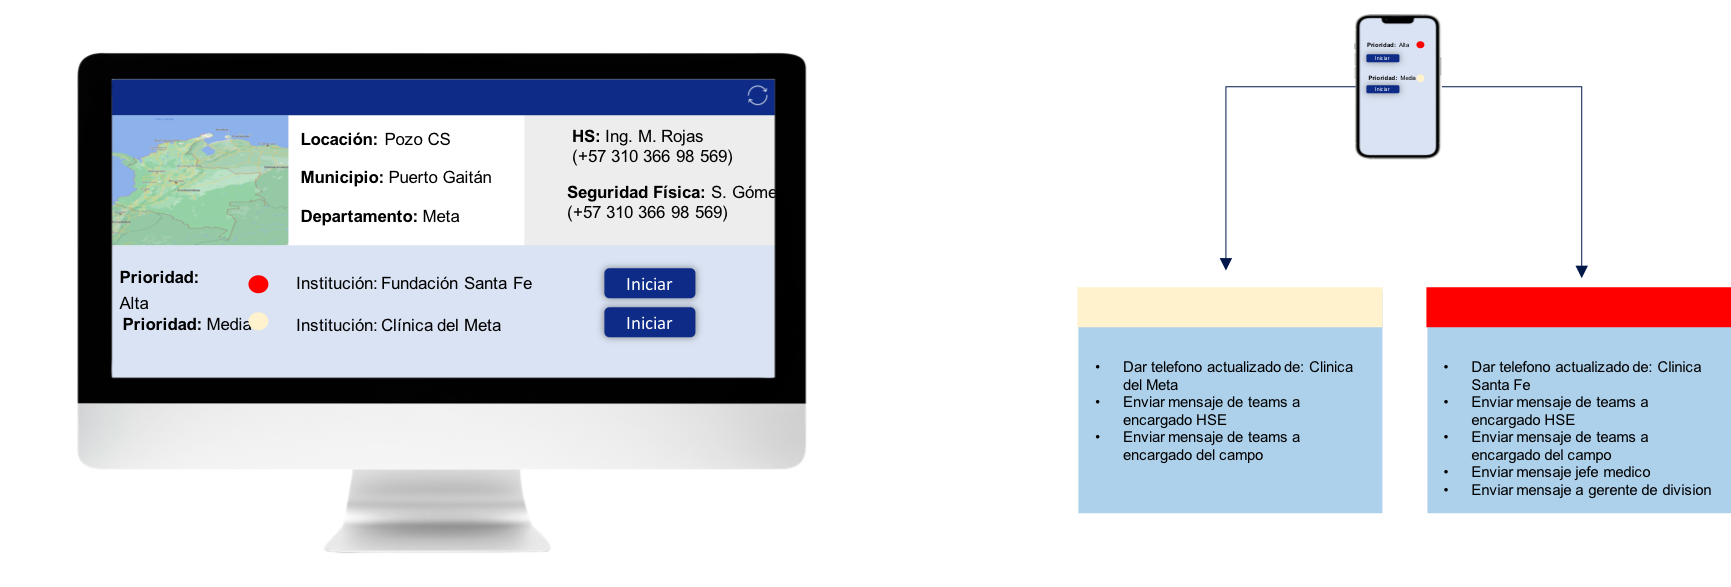 Locación: Pozo CS
Municipio: Puerto Gaitán
Departamento: Meta
HS: Ing. M. Rojas
(+57 310 366 98 569)
Seguridad Física: S. Góme
(+57 310 366 98 569)
Prioridad:
Alta
Institución: Fundación Santa Fe
Iniciar
Prioridad: Media
Institución: Clínica del Meta
Iniciar
Prioridad: Alta
Iniciar
Prioridad: Media
Iniciar
• Dar telefono actualizado de: Clinica
del Meta
• Enviar mensaje de teams a
encargado HSE
• Enviar mensaje de teams a
encargado del campo
• Dar telefono actualizado de: Clinica
Santa Fe
• Enviar mensaje de teams a
encargado HSE
• Enviar mensaje de teams a
encargado del campo
• Enviar mensaje jefe medico
• Enviar mensaje a gerente de division